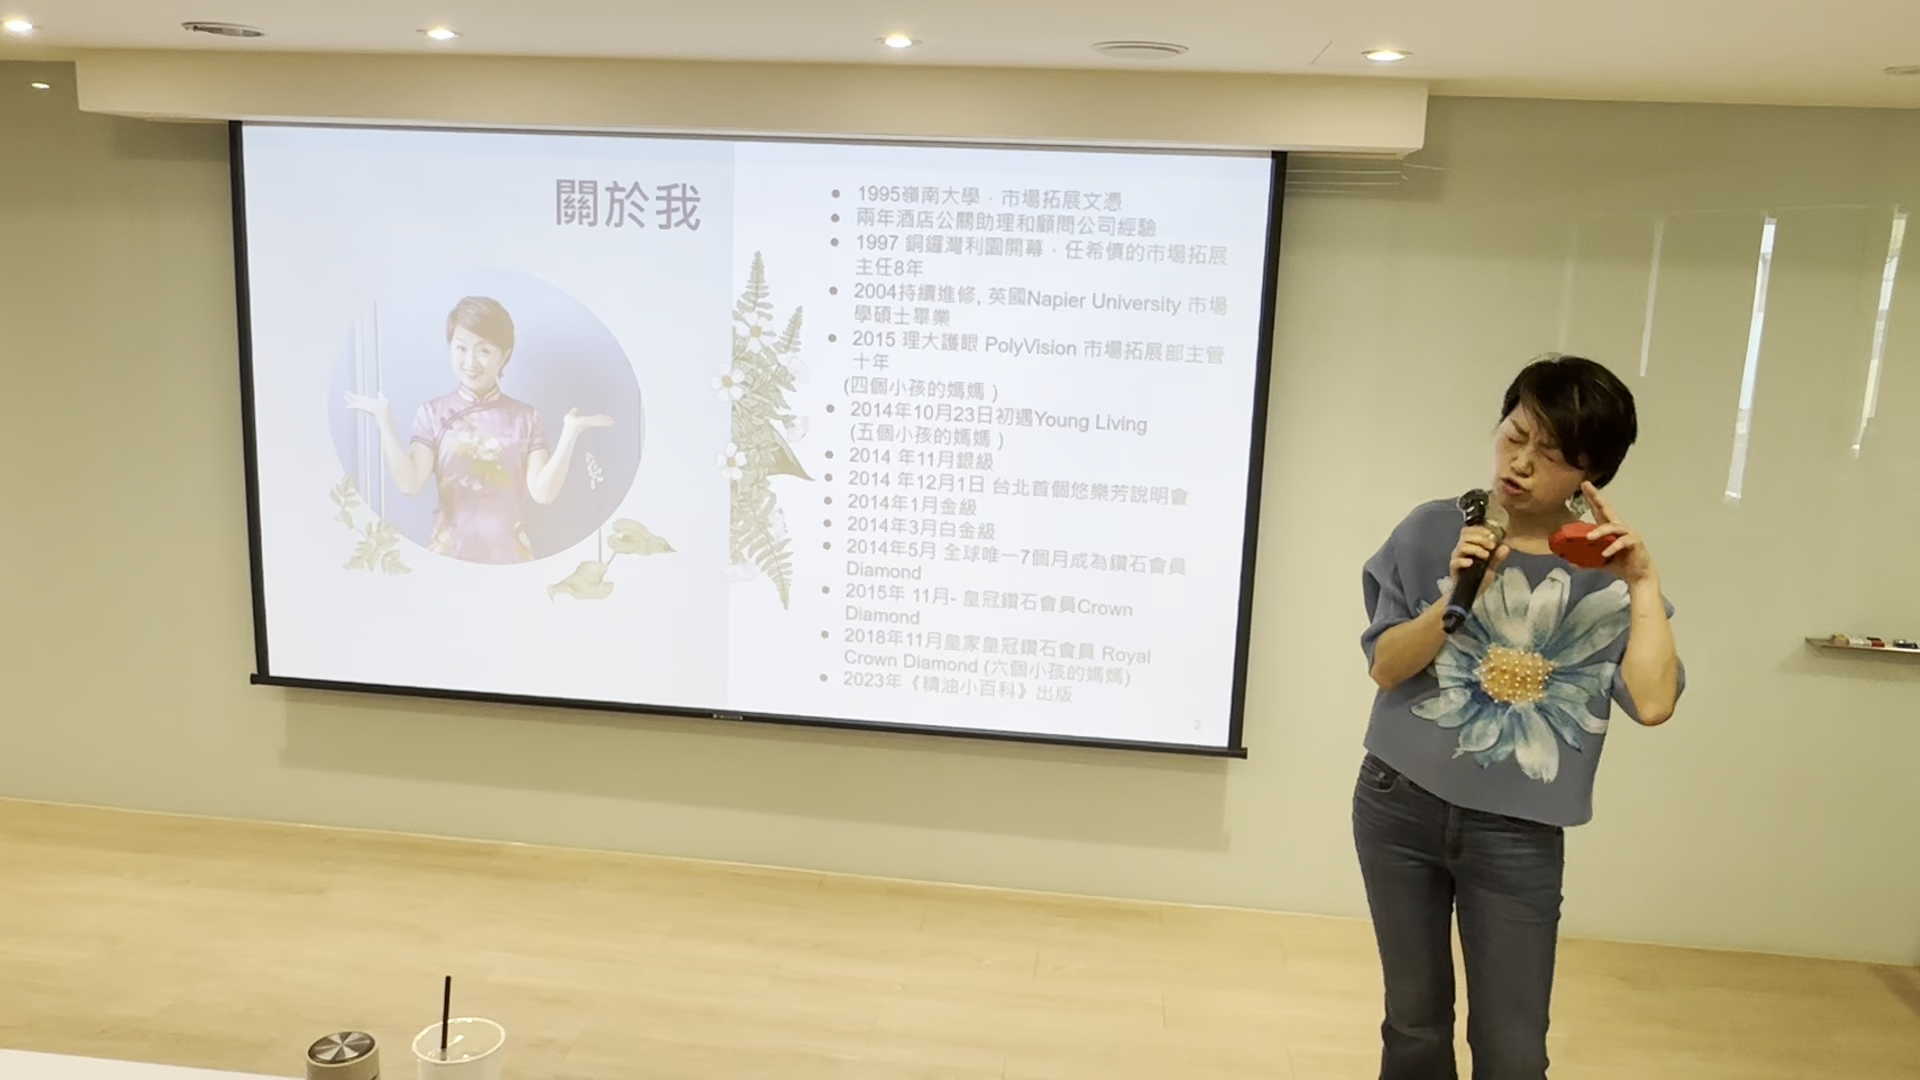 關於我
1995嶺南大學，市場拓展文憑
兩年酒店公關助理和顧問公司經驗
1997 銅鑼灣利園開幕，任希慎的市場拓展
主任8年
2004持續進修, 英國Napier University 市場
學碩士畢業
2015 理大護眼 PolyVision 市場拓展部主管
十年
(四個小孩的媽媽 )
2014年10月23日初遇Young Living
(五個小孩的媽媽 )
2014 年11月銀級
2014 年12月1日 台北首個悠樂芳說明會
2014年1月金級
2014年3月白金級
2014年5月 全球唯一7個月成為鑽石會員
Diamond
2015年 11月- 皇冠鑽石會員Crown
Diamond
2018年11月皇家皇冠鑽石會員 Royal
Crown Diamond (六個小孩的媽媽)
2023年《精油小百科》出版
2